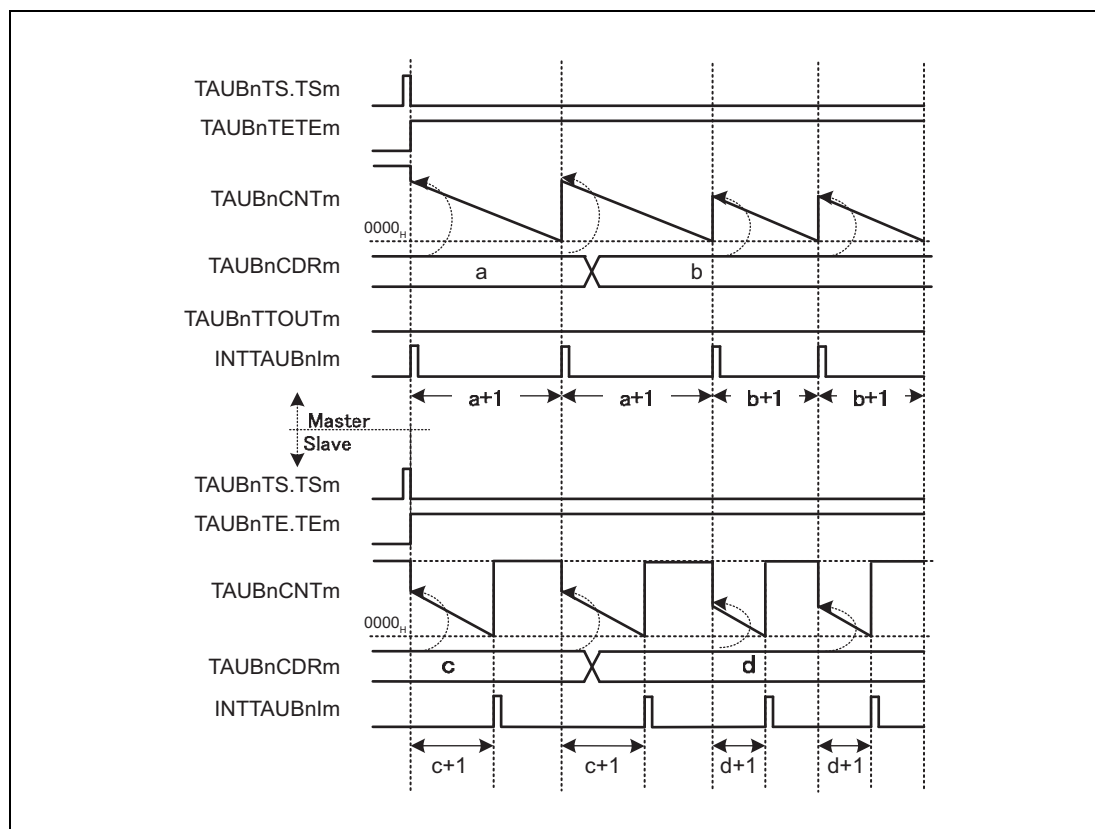 TAUBnTS.TSm
TAUBnTETEm
TAUBnCNTm
0000H
TAUBnCDRm
a b
TAUBnTTOUTm
INTTAUBnIm
a+1 a+1 b+1 b+1
Master
Slave
TAUBnTS.TSm
TAUBnTE.TEm
TAUBnCNTm
0000H
TAUBnCDRm
c d
INTTAUBnIm
c+1 c+1 d+1 d+1